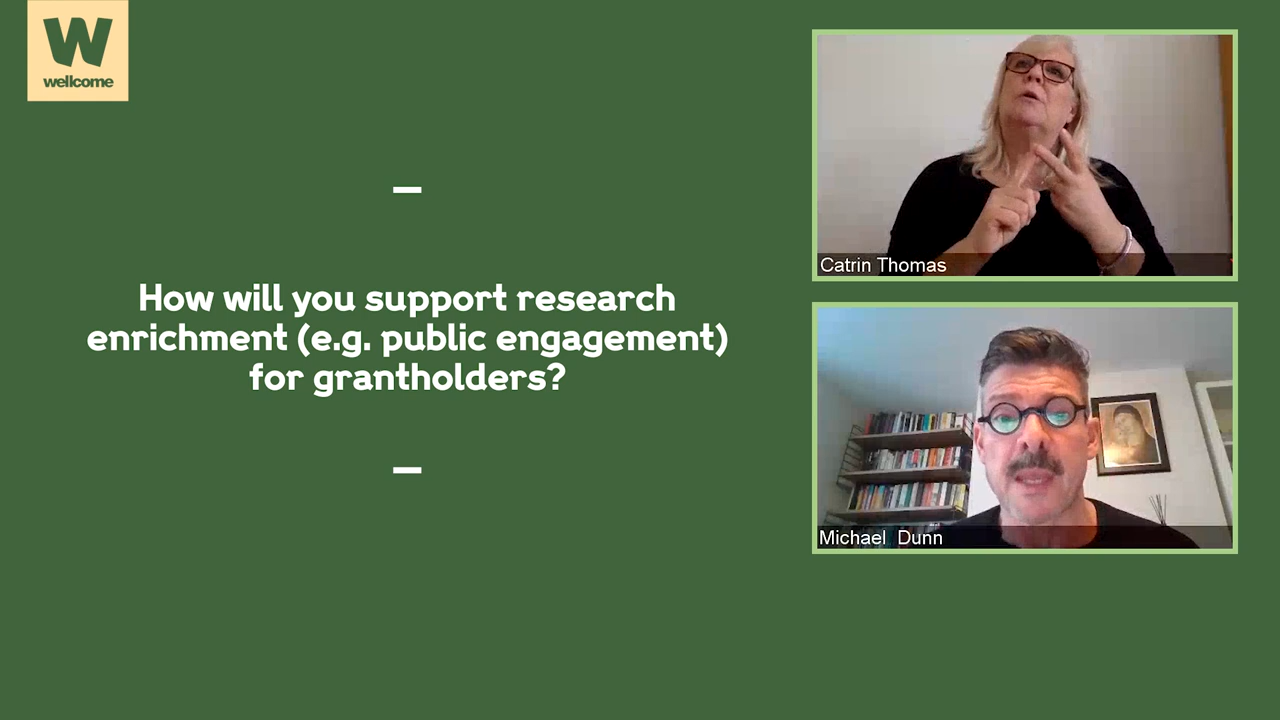 W
wellcome
How will you support research
enrichment (e.g. public engagement)
for grantholders?
Catrin Thomas
Michael Dunn